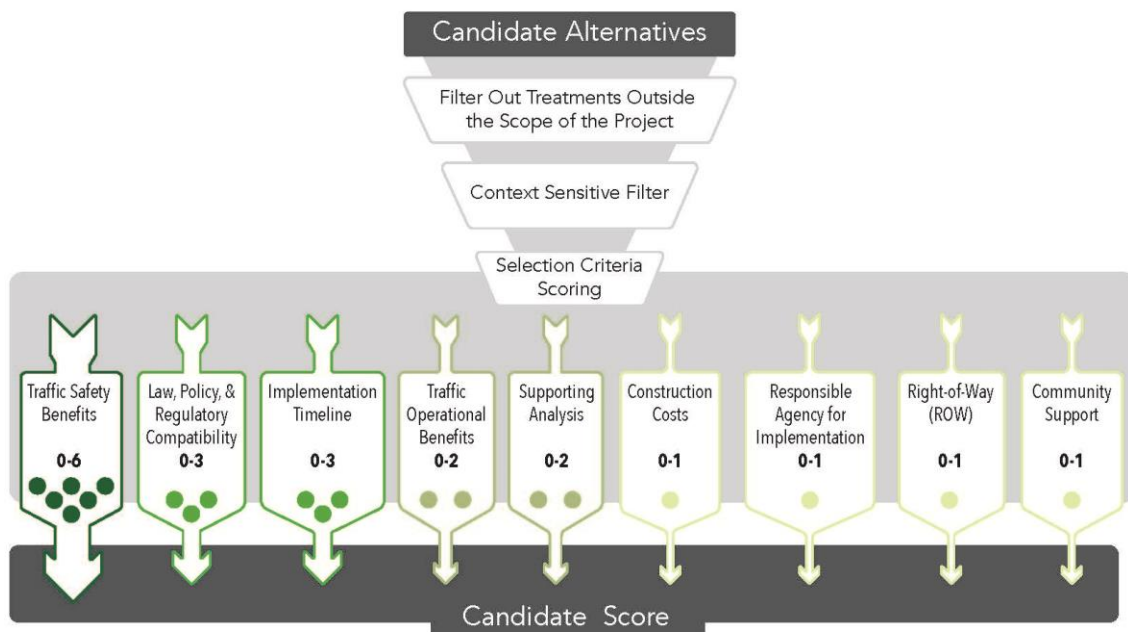 Candidate Alternatives
Filter Out Treatments Outside
the Scope of the Project
Context Sensitive Filter
Selection Criteria
Scoring
Traffic Safety
Benefits
0-6
Law, Policy, &
Regulatory
Compatibility
0-3
Implementation
Timeline
0-3
Traffic
Operational
Benefits
0-2
Supporting
Analysis
0-2
Construction
Costs
0-1
Responsible
Agency for
Implementation
0-1
Right-of-Way
(ROW)
0-1
Community
Support
0-1
Candidate Score